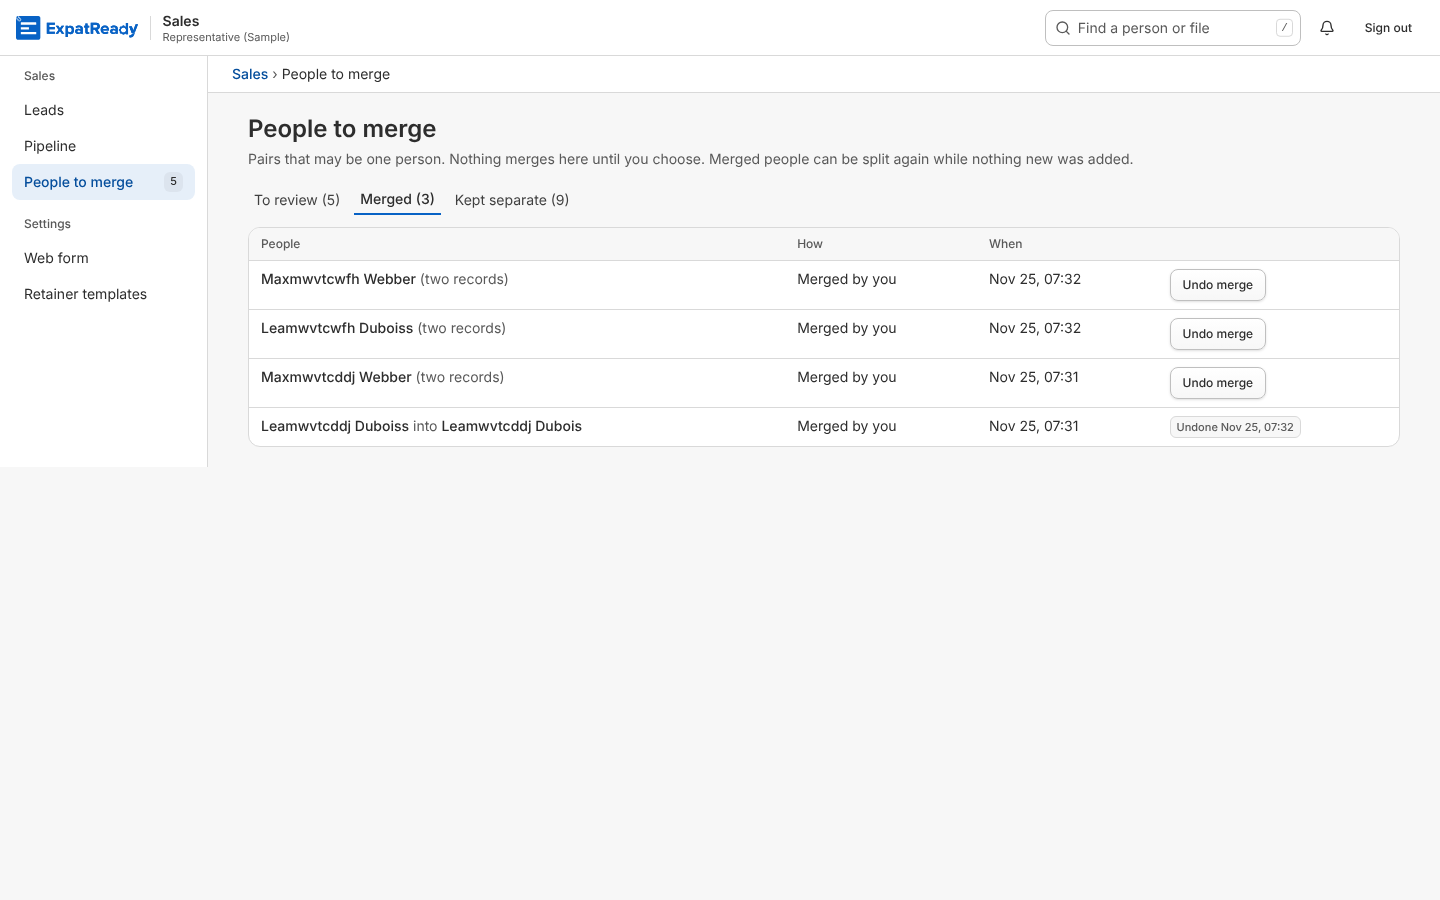 ExpatReady
Sales
Representative (Sample)
Find a person or file
/
Sign out
Sales
Leads
Pipeline
People to merge
5
Settings
Web form
Retainer templates
Sales › People to merge
People to merge
Pairs that may be one person. Nothing merges here until you choose. Merged people can be split again while nothing new was added.
To review (5)
Merged (3)
Kept separate (9)
People
How
When
Maxmwvtcwfh Webber (two records)
Merged by you
Nov 25, 07:32
Undo merge
Leamwvtcwfh Duboiss (two records)
Merged by you
Nov 25, 07:32
Undo merge
Maxmwvtcddj Webber (two records)
Merged by you
Nov 25, 07:31
Undo merge
Leamwvtcddj Duboiss into Leamwvtcddj Dubois
Merged by you
Nov 25, 07:31
Undone Nov 25, 07:32